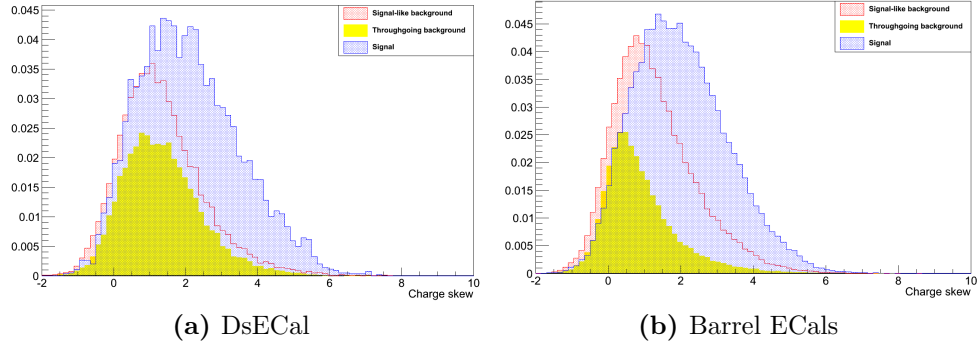 Signal-like background
Throughgoing background
Signal
0.045
0.04
0.035
0.03
0.025
0.02
0.015
0.01
0.005
0
-2 0 2 4 6 8 10
Charge skew
(a) DsECal
Signal-like background
Throughgoing background
Signal
0.045
0.04
0.035
0.03
0.025
0.02
0.015
0.01
0.005
0
-2 0 2 4 6 8 10
Charge skew
(b) Barrel ECals